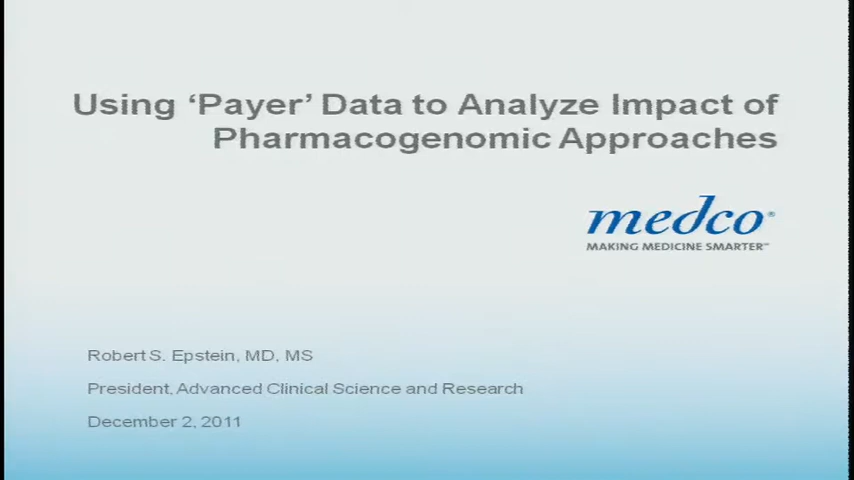 Using ‘Payer’ Data to Analyze Impact of
Pharmacogenomic Approaches
medco®
MAKING MEDICINE SMARTER™
Robert S. Epstein, MD, MS
President, Advanced Clinical Science and Research
December 2, 2011